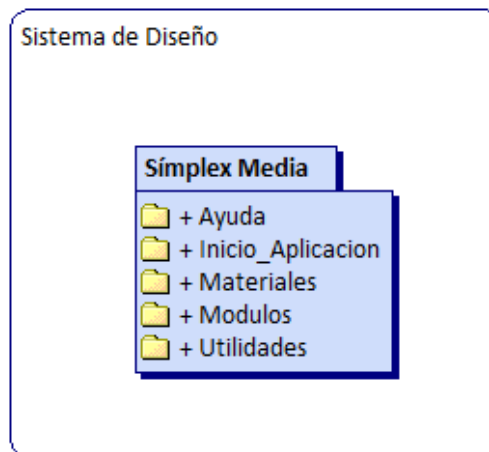 Sistema de Diseño
Símplex Media
+ Ayuda
+ Inicio_Aplicacion
+ Materiales
+ Modulos
+ Utilidades